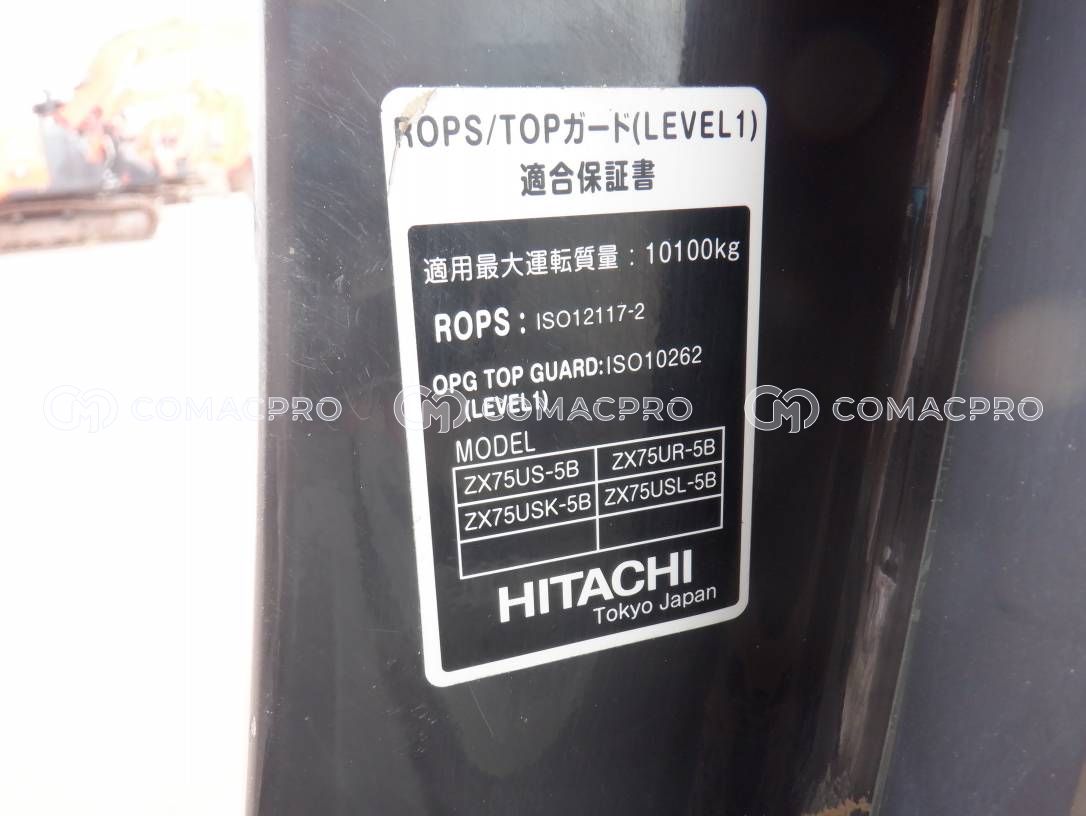 ROPS/TOPガード(LEVEL1)
適合保証書
適用最大運転質量 : 10100kg
ROPS : ISO12117-2
OPG TOP GUARD:ISO10262
(LEVEL1)
COMACPRO COMACPRO COMACPRO
MODEL
ZX75US-5B ZX75UR-5B
ZX75USK-5B ZX75USL-5B
HITACHI
Tokyo Japan